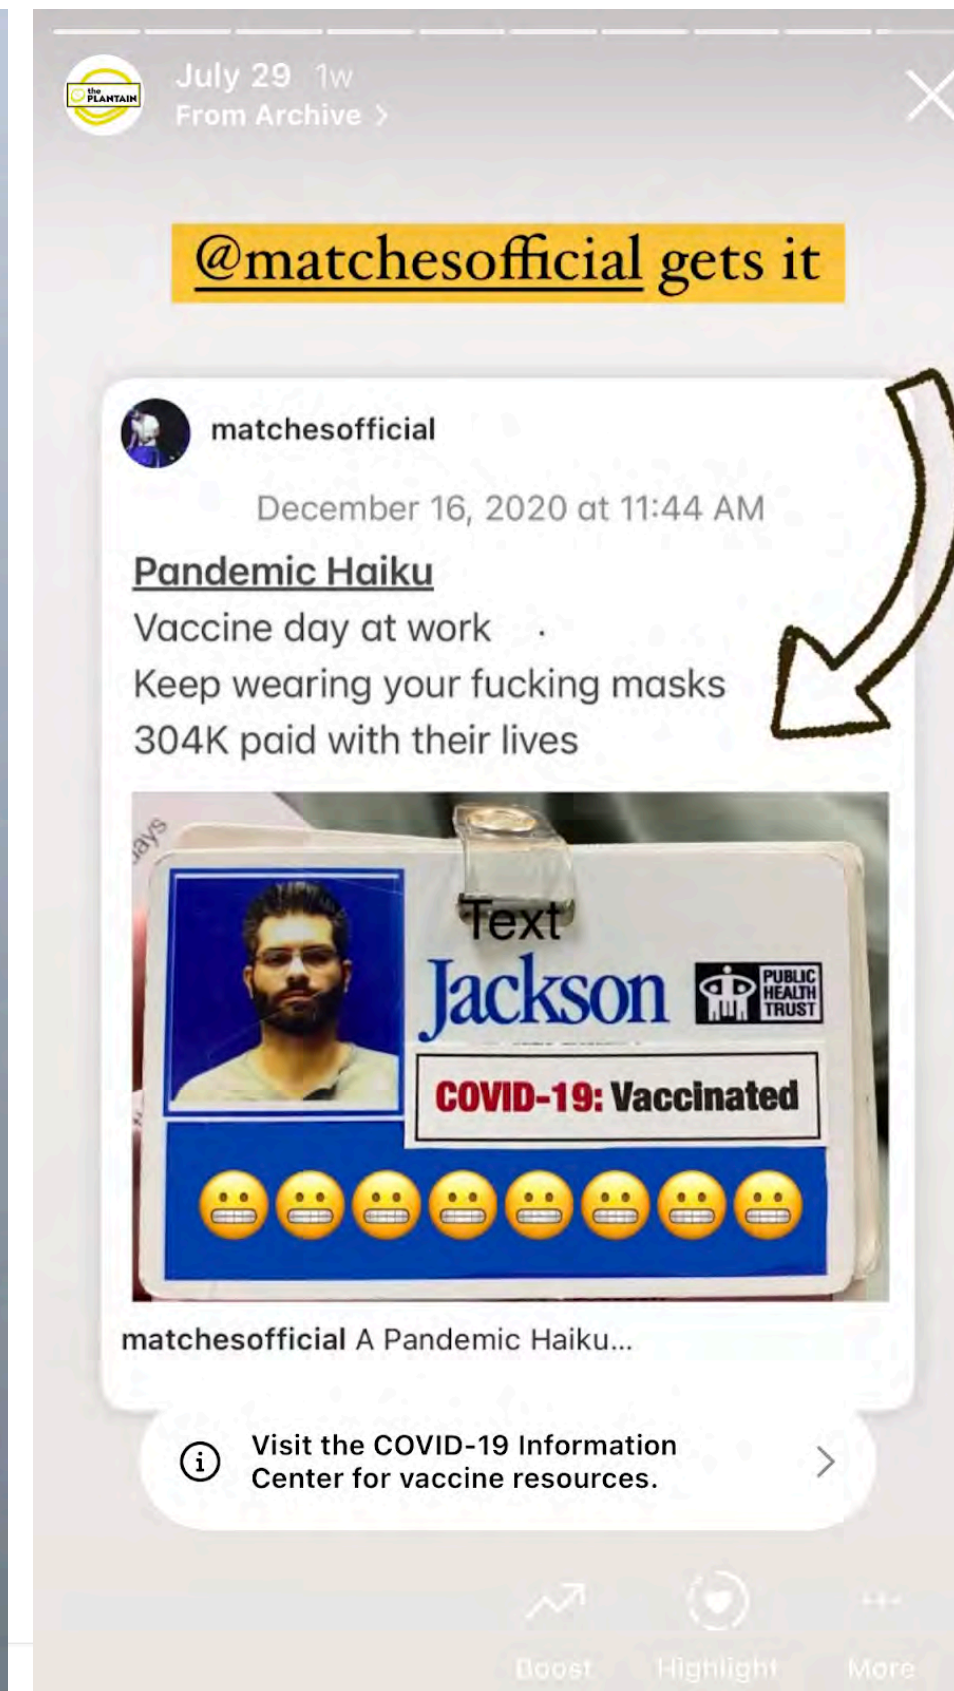 the
PLANTAIN
July 29 1w
From Archive >
@matchesofficial gets it
matchesofficial
December 16, 2020 at 11:44 AM
Pandemic Haiku
Vaccine day at work
Keep wearing your fucking masks
304K paid with their lives
ays
Text
Jackson
PUBLIC
HEALTH
TRUST
COVID-19: Vaccinated
matchesofficial A Pandemic Haiku...
Visit the COVID-19 Information
Center for vaccine resources.
Boost Highlight More